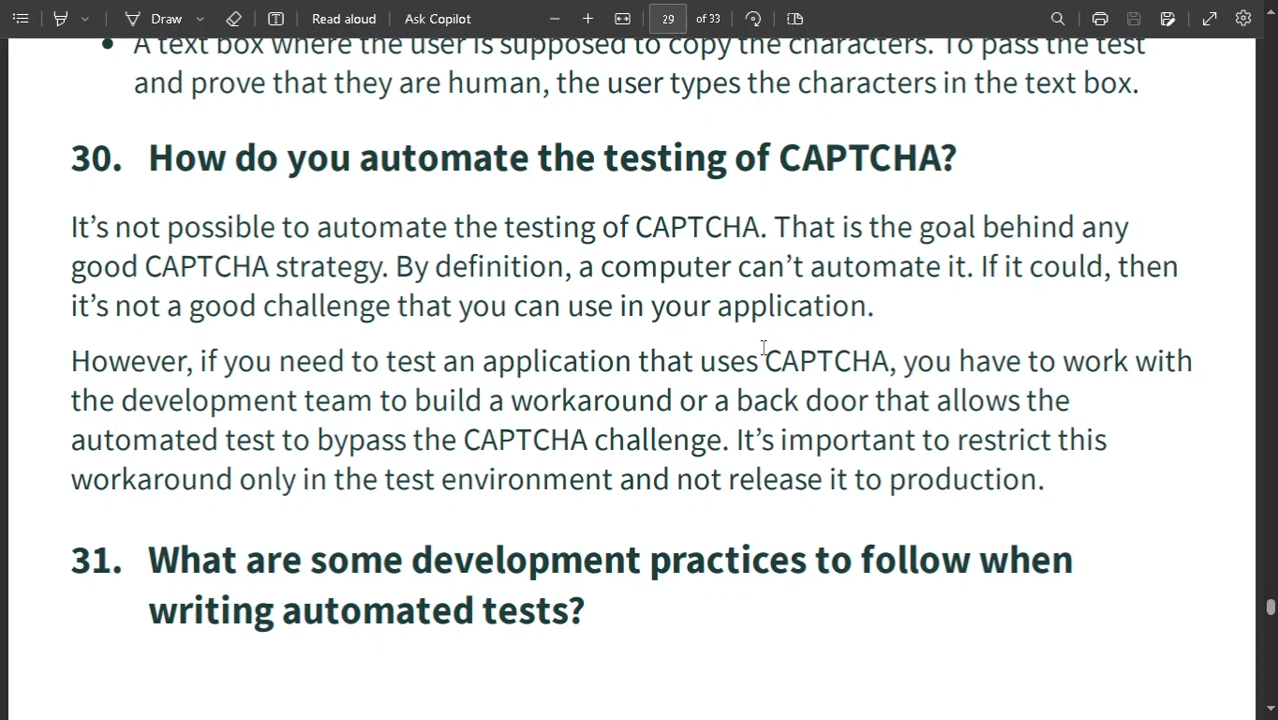 Draw
Read aloud
Ask Copilot
29
of 33
• A text box where the user is supposed to copy the characters. To pass the test
and prove that they are human, the user types the characters in the text box.
30. How do you automate the testing of CAPTCHA?
It’s not possible to automate the testing of CAPTCHA. That is the goal behind any
good CAPTCHA strategy. By definition, a computer can’t automate it. If it could, then
it’s not a good challenge that you can use in your application.
However, if you need to test an application that uses CAPTCHA, you have to work with
the development team to build a workaround or a back door that allows the
automated test to bypass the CAPTCHA challenge. It’s important to restrict this
workaround only in the test environment and not release it to production.
31. What are some development practices to follow when
writing automated tests?